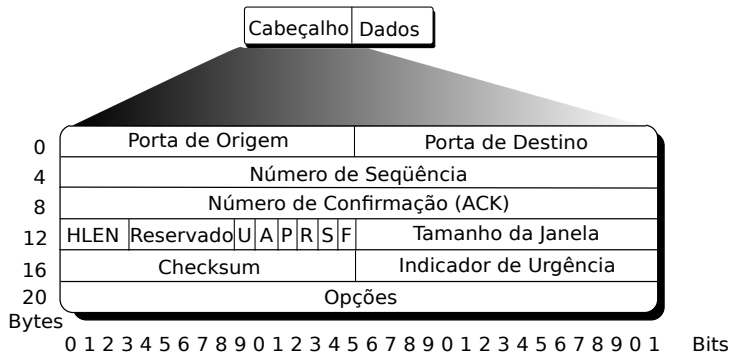 Cabeçalho Dados
0 Porta de Origem Porta de Destino
4 Número de Seqüência
8 Número de Confirmação (ACK)
12 HLEN Reservado U A P R S F Tamanho da Janela
16 Checksum Indicador de Urgência
20 Opções
Bytes
0 1 2 3 4 5 6 7 8 9 0 1 2 3 4 5 6 7 8 9 0 1 2 3 4 5 6 7 8 9 0 1 Bits